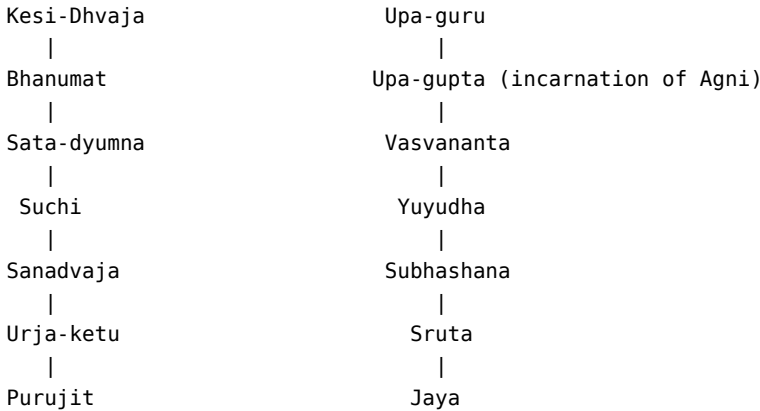 Kesi-Dhvaja Upa-guru
| |
Bhanumat Upa-gupta (incarnation of Agni)
| |
Sata-dyumna Vasvananta
| |
Suchi Yuyudha
| |
Sanadvaja Subhashana
| |
Urja-ketu Sruta
| |
Purujit Jaya